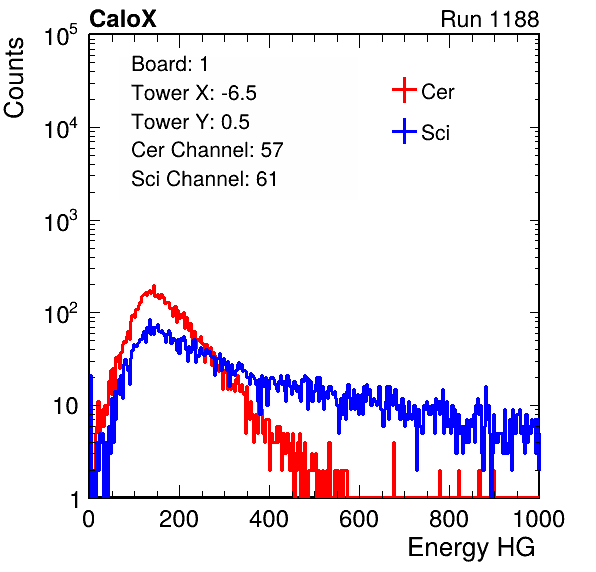 CaloX Run 1188
Counts
10^5
10^4
10^3
10^2
10
1
Board: 1
Tower X: -6.5
Tower Y: 0.5
Cer Channel: 57
Sci Channel: 61
Cer
Sci
0 200 400 600 800 1000
Energy HG